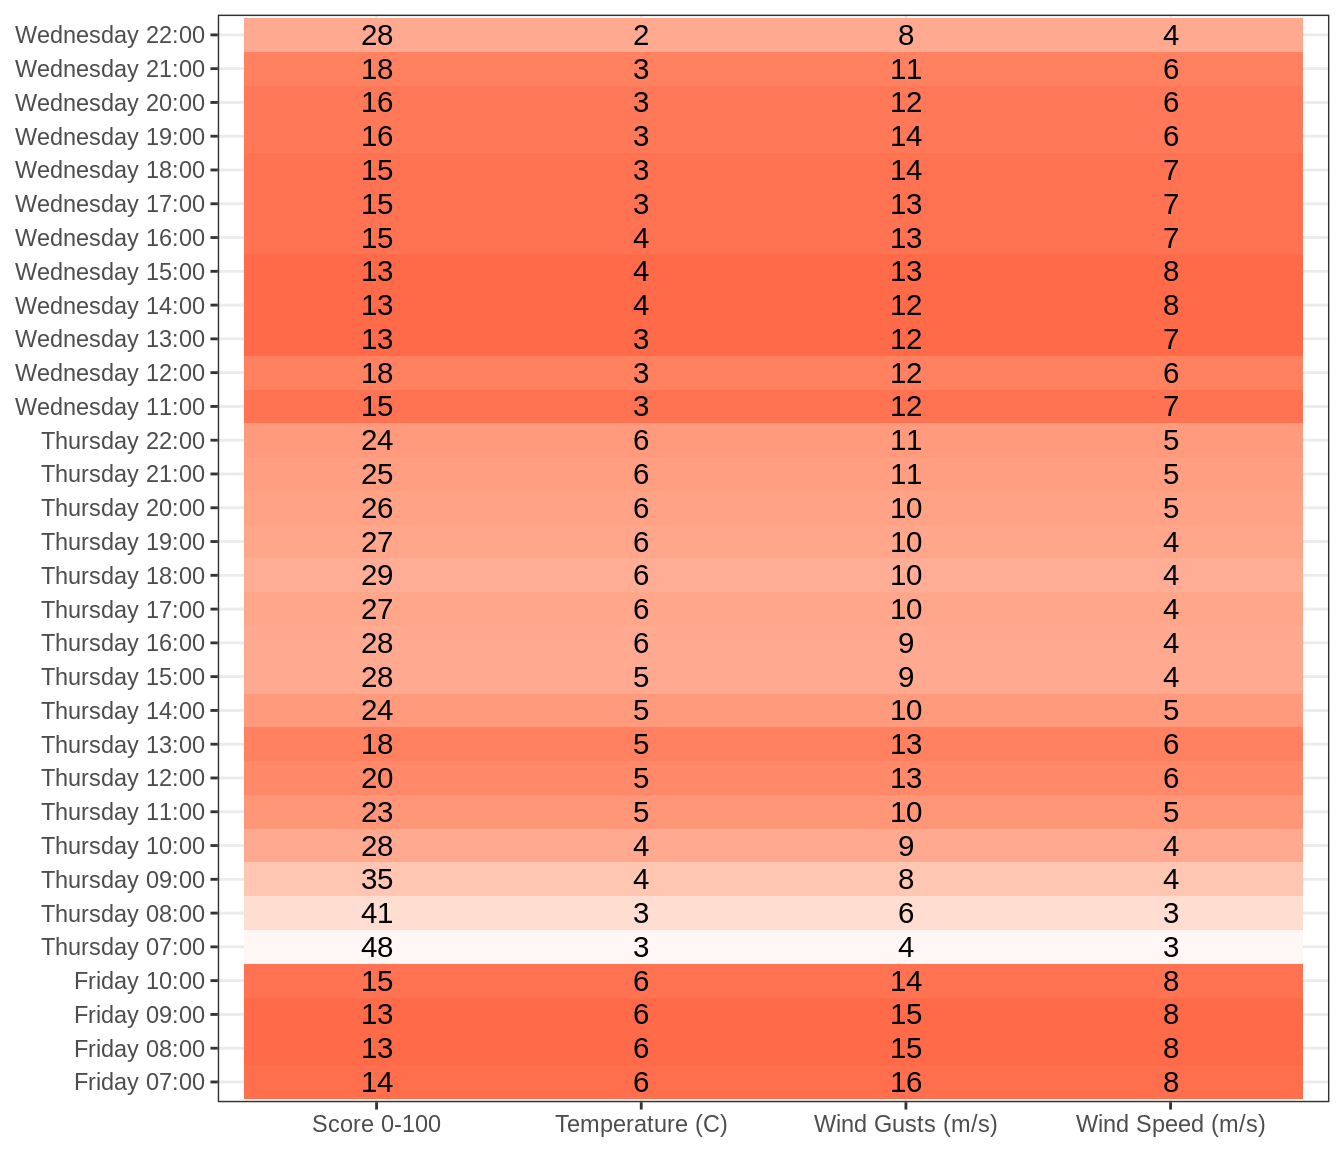 Wednesday 22:00 28 2 8 4
Wednesday 21:00 18 3 11 6
Wednesday 20:00 16 3 12 6
Wednesday 19:00 16 3 14 6
Wednesday 18:00 15 3 14 7
Wednesday 17:00 15 3 13 7
Wednesday 16:00 15 4 13 7
Wednesday 15:00 13 4 13 8
Wednesday 14:00 13 4 12 8
Wednesday 13:00 13 3 12 7
Wednesday 12:00 18 3 12 6
Wednesday 11:00 15 3 12 7
Thursday 22:00 24 6 11 5
Thursday 21:00 25 6 11 5
Thursday 20:00 26 6 10 5
Thursday 19:00 27 6 10 4
Thursday 18:00 29 6 10 4
Thursday 17:00 27 6 10 4
Thursday 16:00 28 6 9 4
Thursday 15:00 28 5 9 4
Thursday 14:00 24 5 10 5
Thursday 13:00 18 5 13 6
Thursday 12:00 20 5 13 6
Thursday 11:00 23 5 10 5
Thursday 10:00 28 4 9 4
Thursday 09:00 35 4 8 4
Thursday 08:00 41 3 6 3
Thursday 07:00 48 3 4 3
Friday 10:00 15 6 14 8
Friday 09:00 13 6 15 8
Friday 08:00 13 6 15 8
Friday 07:00 14 6 16 8
Score 0-100 Temperature (C) Wind Gusts (m/s) Wind Speed (m/s)